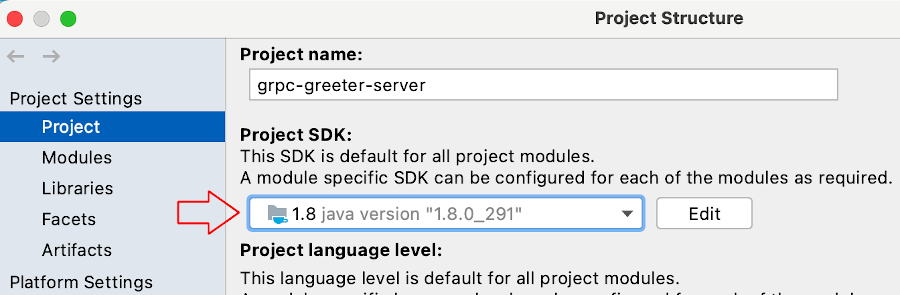 Project Structure
Project name:
grpc-greeter-server
Project Settings
Project
Modules
Libraries
Facets
Artifacts
Platform Settings
Project SDK:
This SDK is default for all project modules.
A module specific SDK can be configured for each of the modules as required.
1.8 java version "1.8.0_291"
Edit
Project language level:
This language level is default for all project modules.